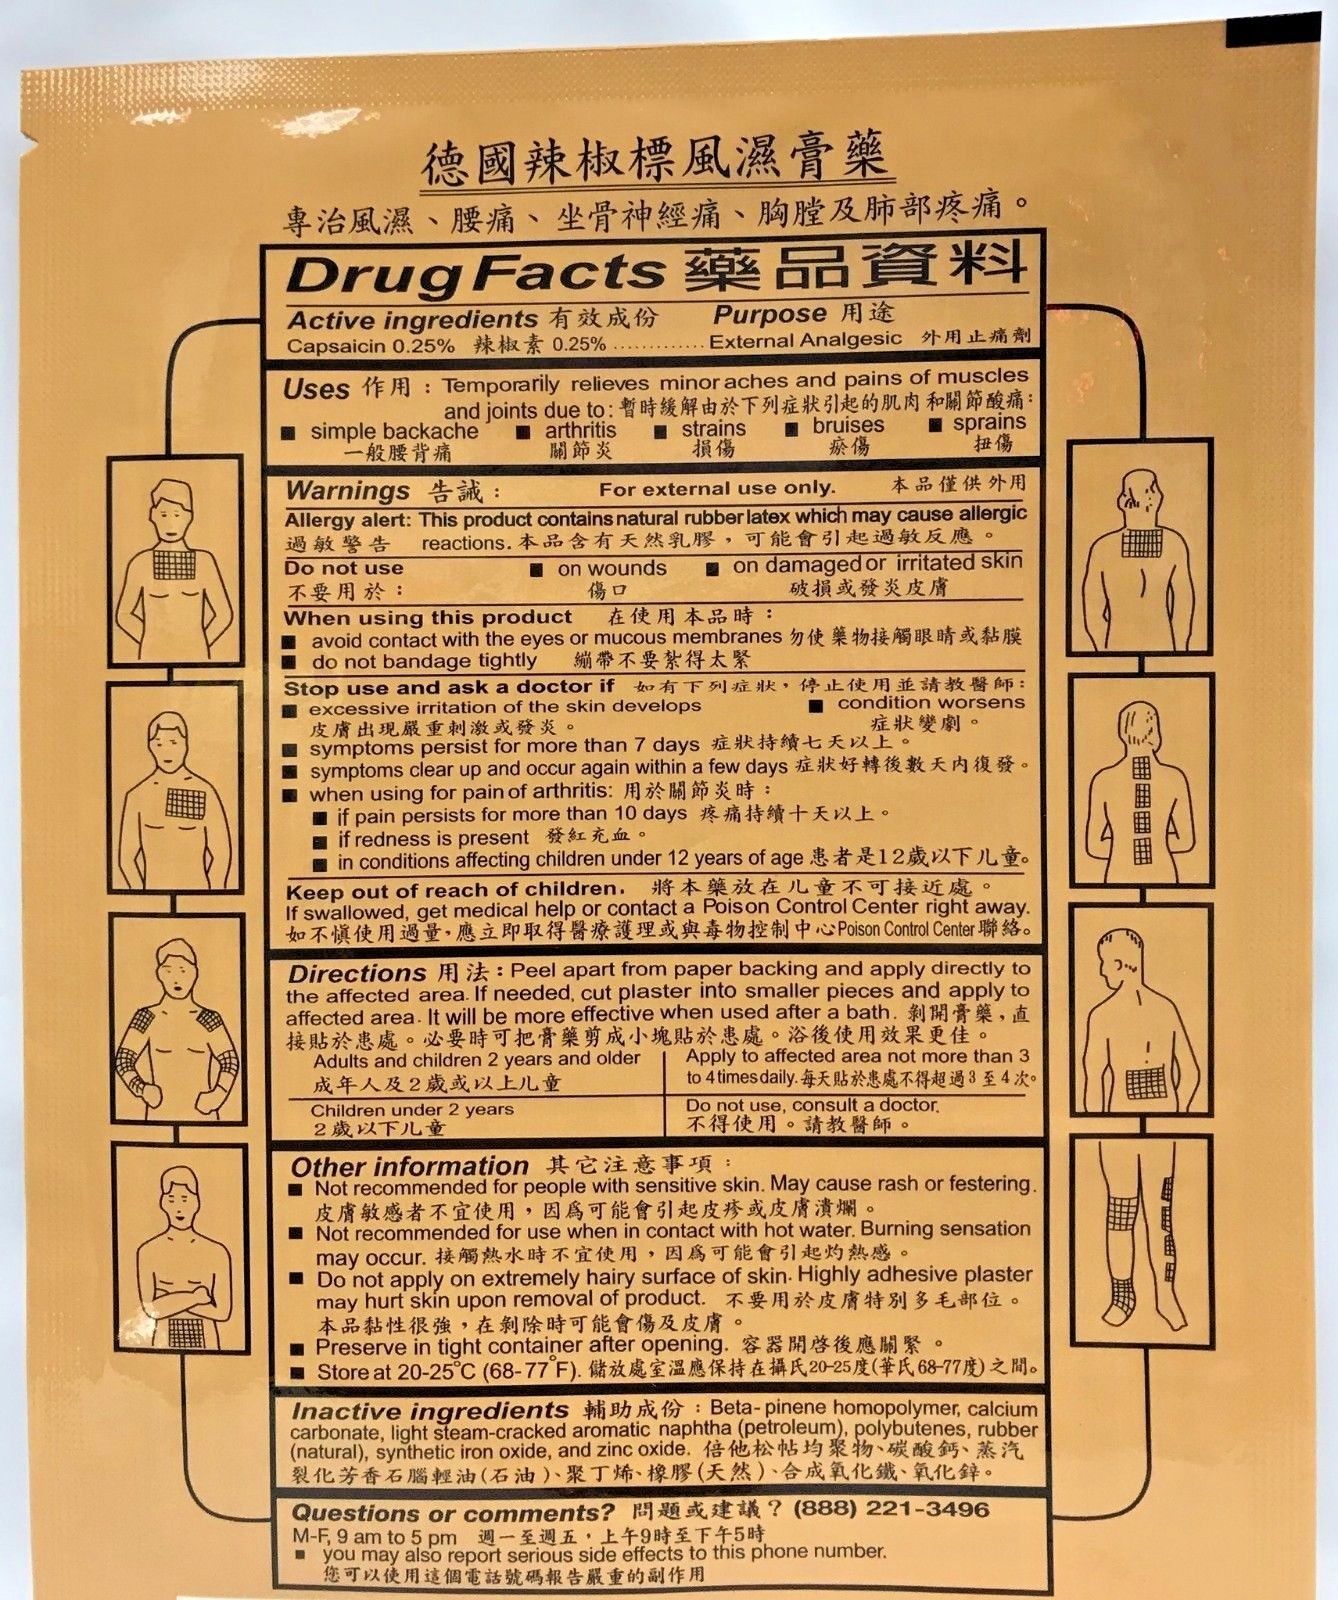 德國辣椒標風濕膏藥
專治風濕、腰痛、坐骨神經痛、胸膛及肺部疼痛。
Drug Facts 藥品資料
Active ingredients 有效成份 Purpose 用途
Capsaicin 0.25% 辣椒素 0.25% ............. External Analgesic 外用止痛劑
Uses 作用：Temporarily relieves minor aches and pains of muscles
and joints due to: 暫時緩解由於下列症狀引起的肌肉和關節酸痛:
■ simple backache ■ arthritis ■ strains ■ bruises ■ sprains
一般腰背痛 關節炎 損傷 瘀傷 扭傷
Warnings 告誡： For external use only. 本品僅供外用
Allergy alert: This product contains natural rubber latex which may cause allergic
過敏警告 reactions. 本品含有天然乳膠，可能會引起過敏反應。
Do not use ■ on wounds ■ on damaged or irritated skin
不要用於： 傷口 破損或發炎皮膚
When using this product 在使用本品時：
■ avoid contact with the eyes or mucous membranes 勿使藥物接觸眼睛或黏膜
■ do not bandage tightly 繃帶不要紮得太緊
Stop use and ask a doctor if 如有下列症狀，停止使用並請教醫師：
■ excessive irritation of the skin develops ■ condition worsens
皮膚出現嚴重刺激或發炎。 症狀變劇。
■ symptoms persist for more than 7 days 症狀持續七天以上。
■ symptoms clear up and occur again within a few days 症狀好轉後數天內復發。
■ when using for pain of arthritis: 用於關節炎時：
■ if pain persists for more than 10 days 疼痛持續十天以上。
■ if redness is present 發紅充血。
■ in conditions affecting children under 12 years of age 患者是12歲以下儿童。
Keep out of reach of children. 將本藥放在儿童不可接近處。
If swallowed, get medical help or contact a Poison Control Center right away.
如不慎使用過量，應立即取得醫療護理或與毒物控制中心Poison Control Center聯絡。
Directions 用法：Peel apart from paper backing and apply directly to
the affected area. If needed, cut plaster into smaller pieces and apply to
affected area. It will be more effective when used after a bath. 剝開膏藥，直
接貼於患處。必要時可把膏藥剪成小塊貼於患處。浴後使用效果更佳。
Adults and children 2 years and older Apply to affected area not more than 3
成年人及2歲或以上儿童 to 4 times daily. 每天貼於患處不得超過3至4次。
Children under 2 years Do not use, consult a doctor.
2歲以下儿童 不得使用。請教醫師。
Other information 其它注意事項：
■ Not recommended for people with sensitive skin. May cause rash or festering.
皮膚敏感者不宜使用，因為可能會引起皮疹或皮膚潰爛。
■ Not recommended for use when in contact with hot water. Burning sensation
may occur. 接觸熱水時不宜使用，因為可能會引起灼熱感。
■ Do not apply on extremely hairy surface of skin. Highly adhesive plaster
may hurt skin upon removal of product. 不要用於皮膚特別多毛部位。
本品黏性很強，在剝除時可能會傷及皮膚。
■ Preserve in tight container after opening. 容器開啓後應關緊。
■ Store at 20-25°C (68-77°F). 儲放處室溫應保持在攝氏20-25度(華氏68-77度)之間。
Inactive ingredients 輔助成份：Beta-pinene homopolymer, calcium
carbonate, light steam-cracked aromatic naphtha (petroleum), polybutenes, rubber
(natural), synthetic iron oxide, and zinc oxide. 倍他松帖均聚物、碳酸鈣、蒸汽
裂化芳香石腦輕油(石油)、聚丁烯、橡膠(天然)、合成氧化鐵、氧化鋅。
Questions or comments? 問題或建議？(888) 221-3496
M-F, 9 am to 5 pm 週一至週五，上午9時至下午5時
■ you may also report serious side effects to this phone number.
您可以使用這個電話號碼報告嚴重的副作用